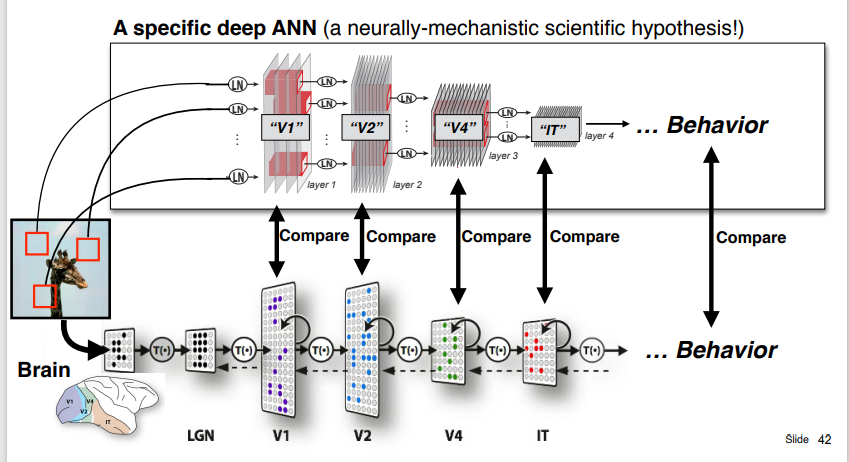 A specific deep ANN (a neurally-mechanistic scientific hypothesis!)
LN LN
LN LN LN LN
"V1" "V2" "V4" "IT" ... Behavior
LN LN LN LN
layer 1 layer 2 layer 3 layer 4
Compare Compare Compare Compare Compare
T(•) T(•) T(•) T(•) T(•) T(•) ... Behavior
Brain
V1 V2 V4 IT
LGN V1 V2 V4 IT
Slide 42